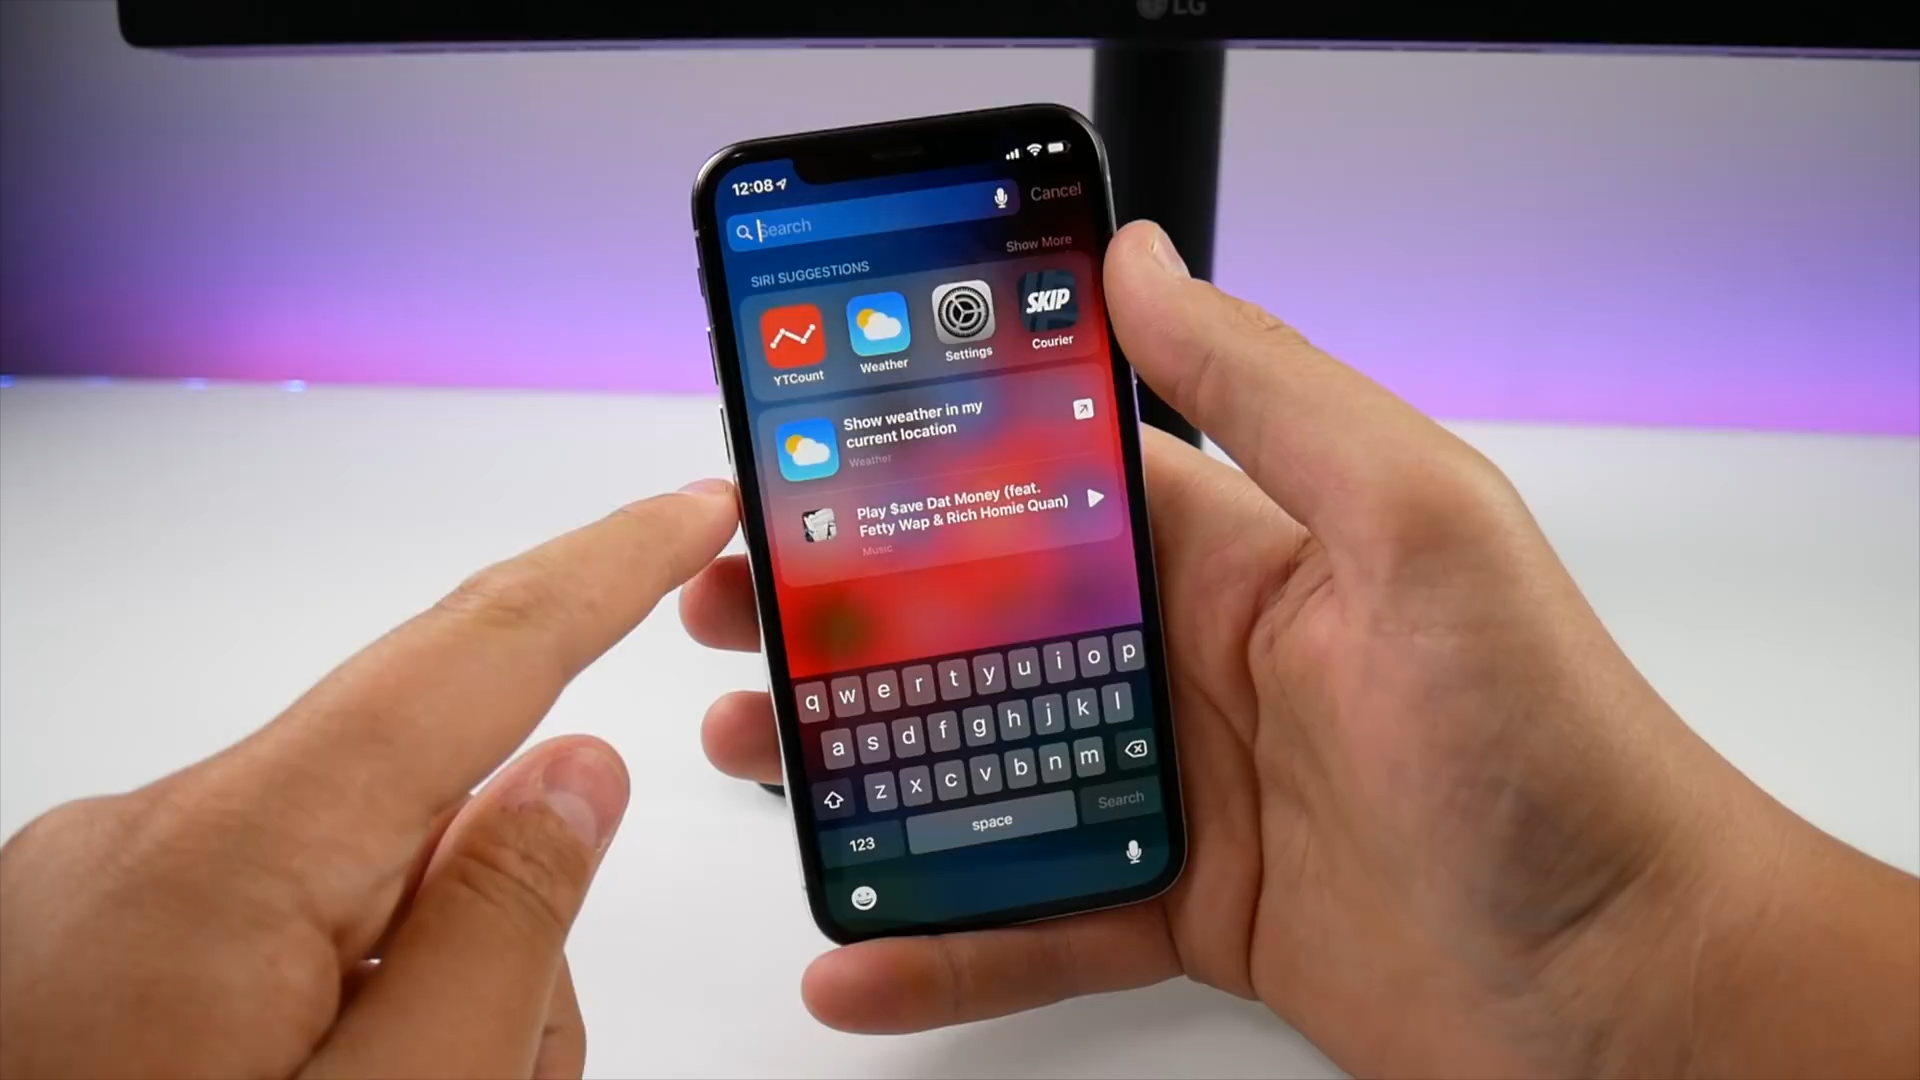 LG
12:08
Search
Cancel
SIRI SUGGESTIONS
Show More
YTCount
Weather
Settings
SKIP
Courier
Show weather in my
current location
Weather
Play $ave Dat Money (feat.
Fetty Wap & Rich Homie Quan)
Music
q w e r t y u i o p
a s d f g h j k l
z x c v b n m
123
space
Search